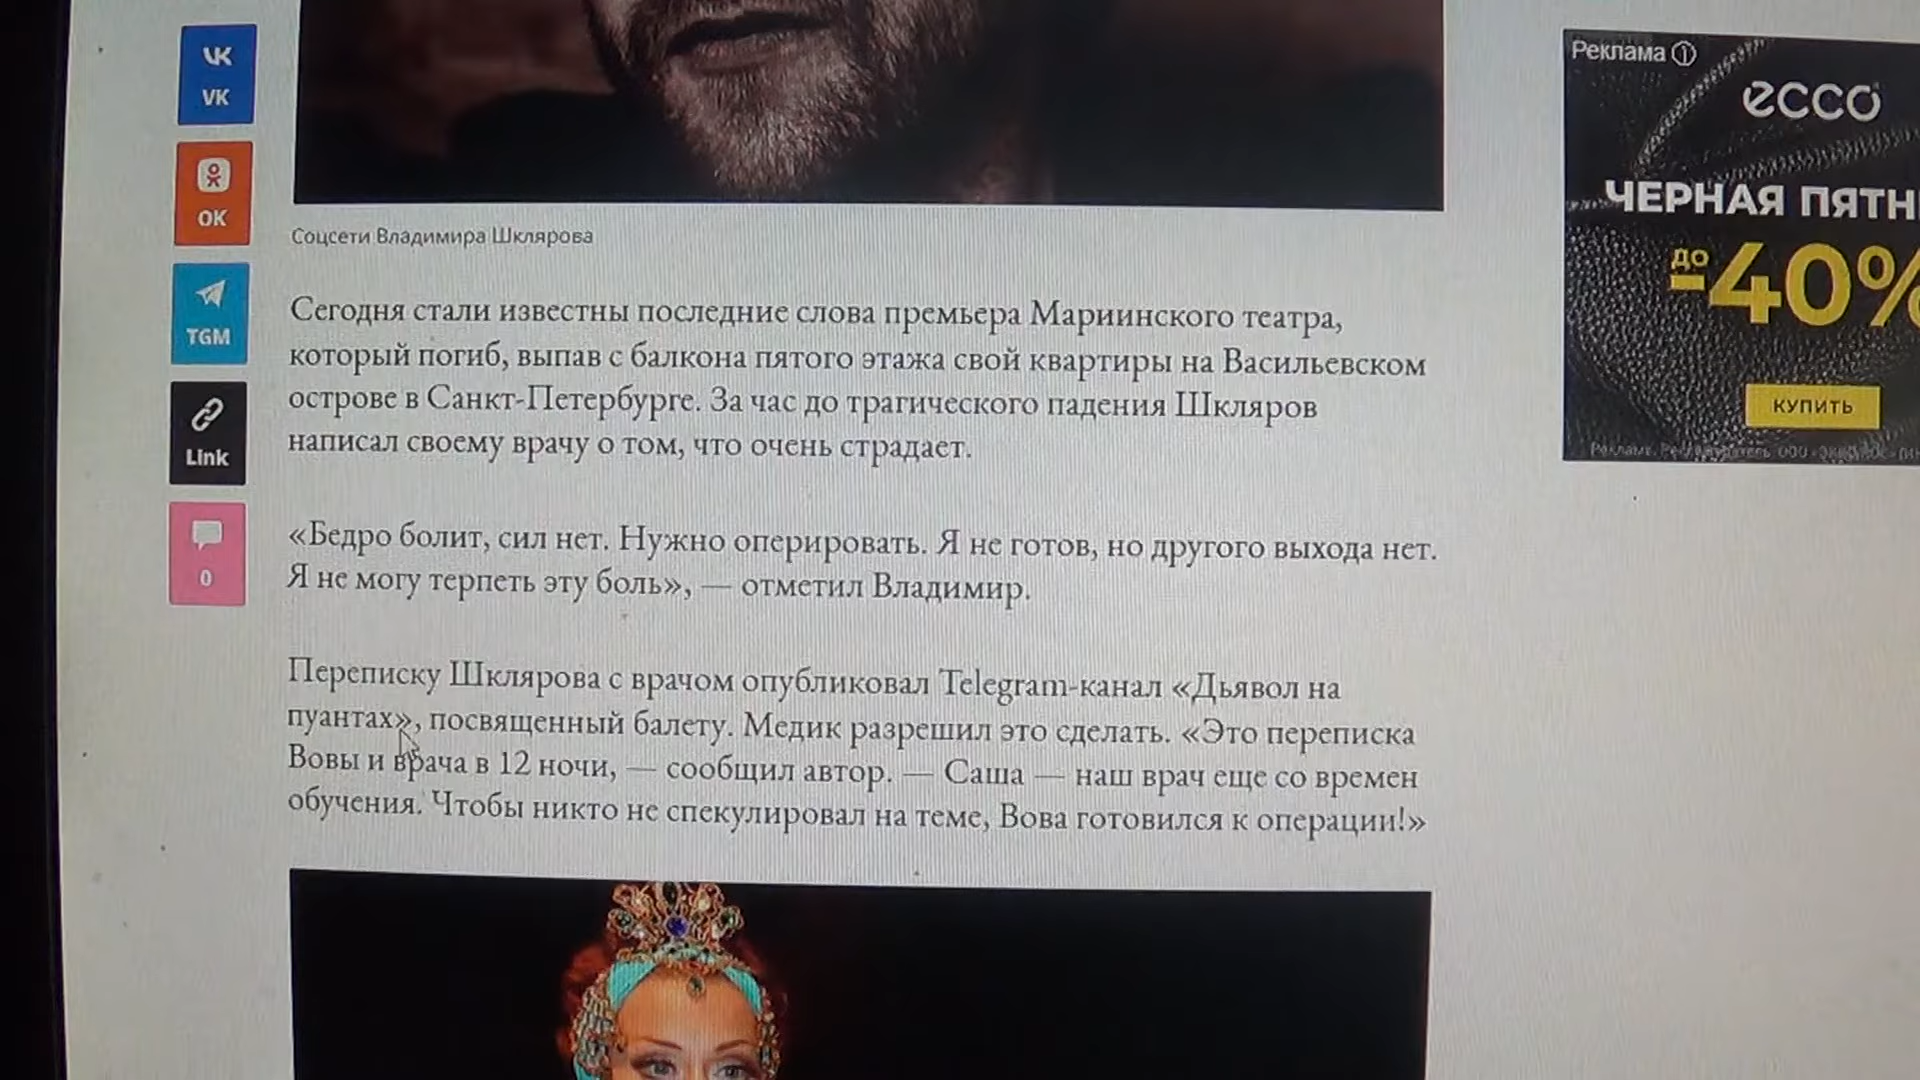 VK
OK
TGM
Link
0
Соцсети Владимира Шклярова
Сегодня стали известны последние слова премьера Мариинского театра,
который погиб, выпав с балкона пятого этажа свой квартиры на Васильевском
острове в Санкт-Петербурге. За час до трагического падения Шкляров
написал своему врачу о том, что очень страдает.
«Бедро болит, сил нет. Нужно оперировать. Я не готов, но другого выхода нет.
Я не могу терпеть эту боль», — отметил Владимир.
Переписку Шклярова с врачом опубликовал Telegram-канал «Дьявол на
пуантах», посвященный балету. Медик разрешил это сделать. «Это переписка
Вовы и врача в 12 ночи, — сообщил автор. — Саша — наш врач еще со времен
обучения. Чтобы никто не спекулировал на теме, Вова готовился к операции!»
Реклама
ecco
ЧЕРНАЯ ПЯТН
до
-40%
КУПИТЬ